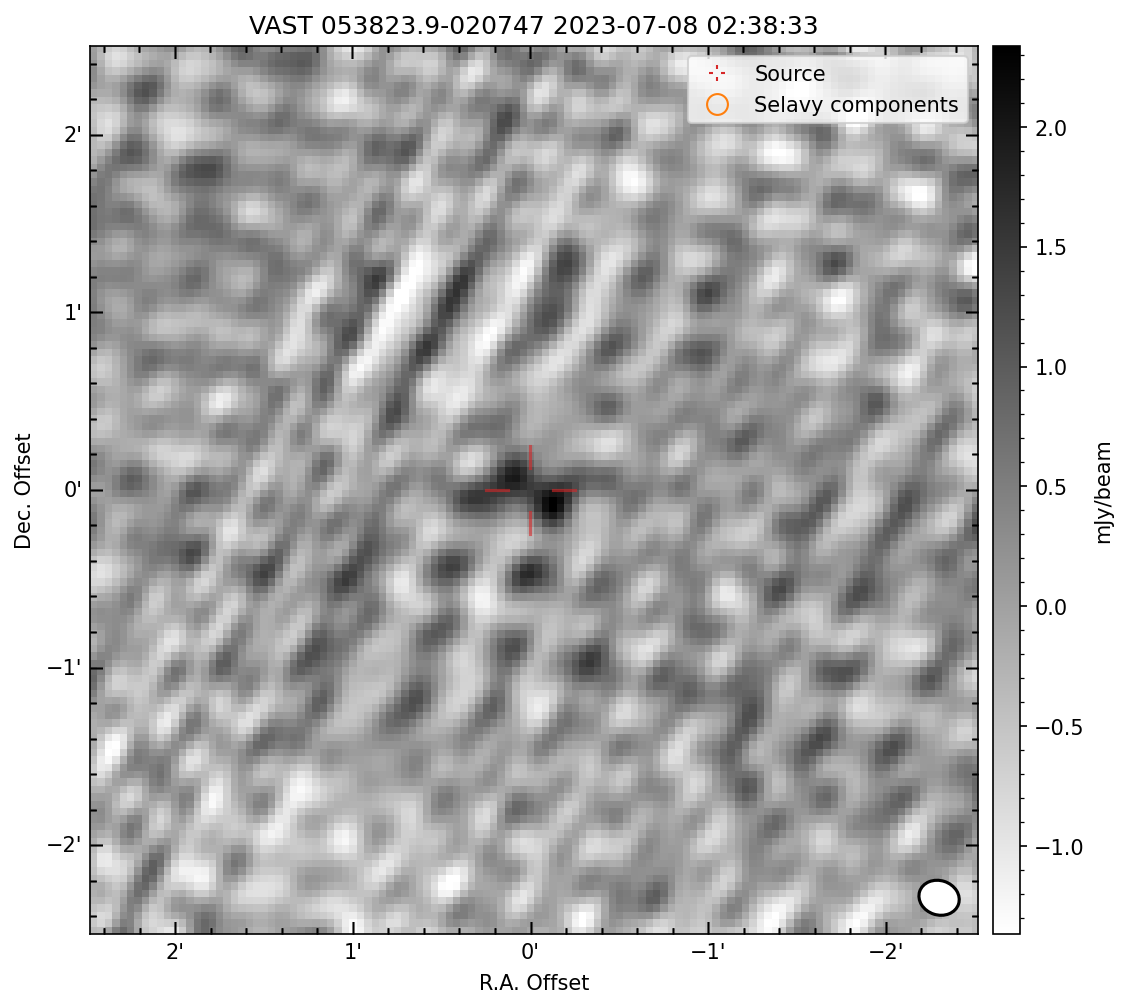 VAST 053823.9-020747 2023-07-08 02:38:33
Source
Selavy components
2'
1'
0'
−1'
−2'
Dec. Offset
2' 1' 0' −1' −2'
R.A. Offset
2.0
1.5
1.0
0.5
0.0
−0.5
−1.0
mJy/beam